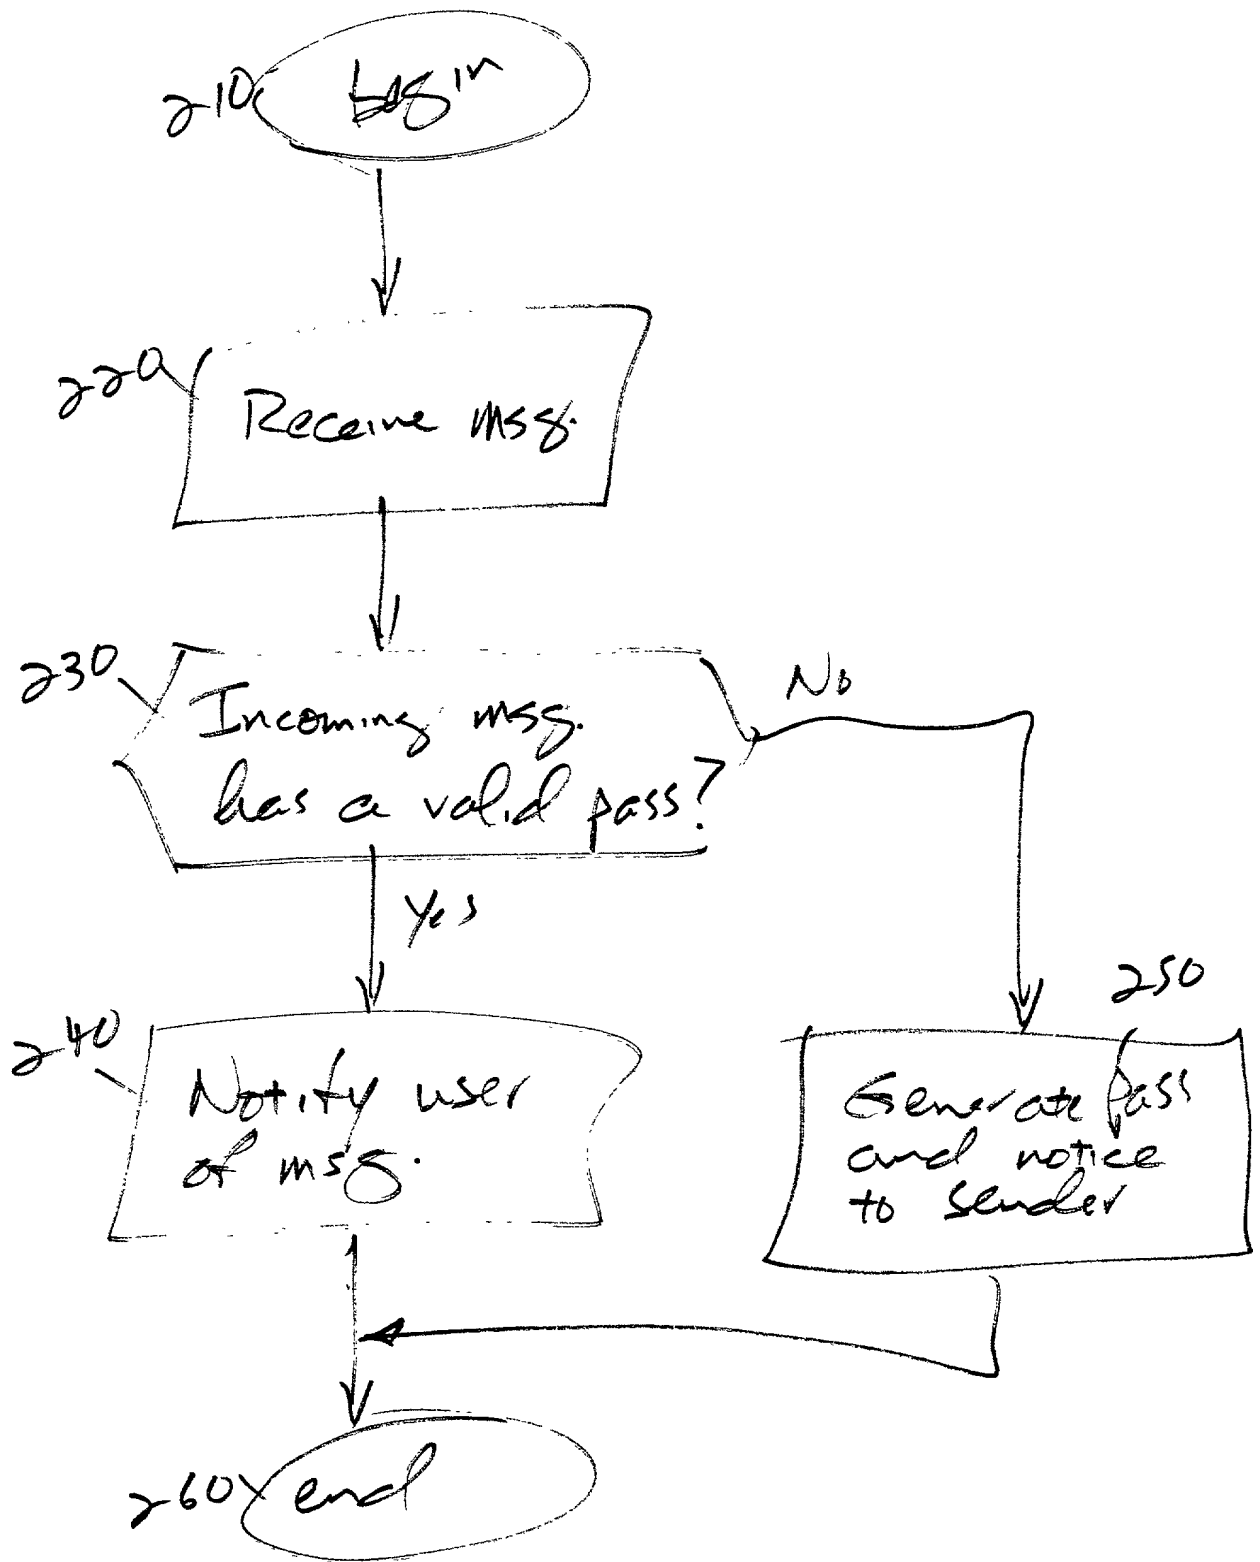 210
begin
220
Receive msg.
230
No
Incoming msg.
has a valid pass?
Yes
240
Notify user
of msg.
250
Generate Pass
and notice
to sender
260
end